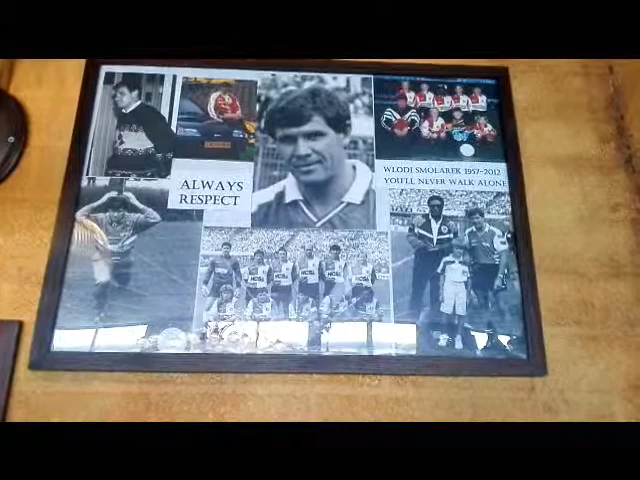 ALWAYS
RESPECT
WLODI SMOLAREK 1957-2012
YOU'LL NEVER WALK ALONE